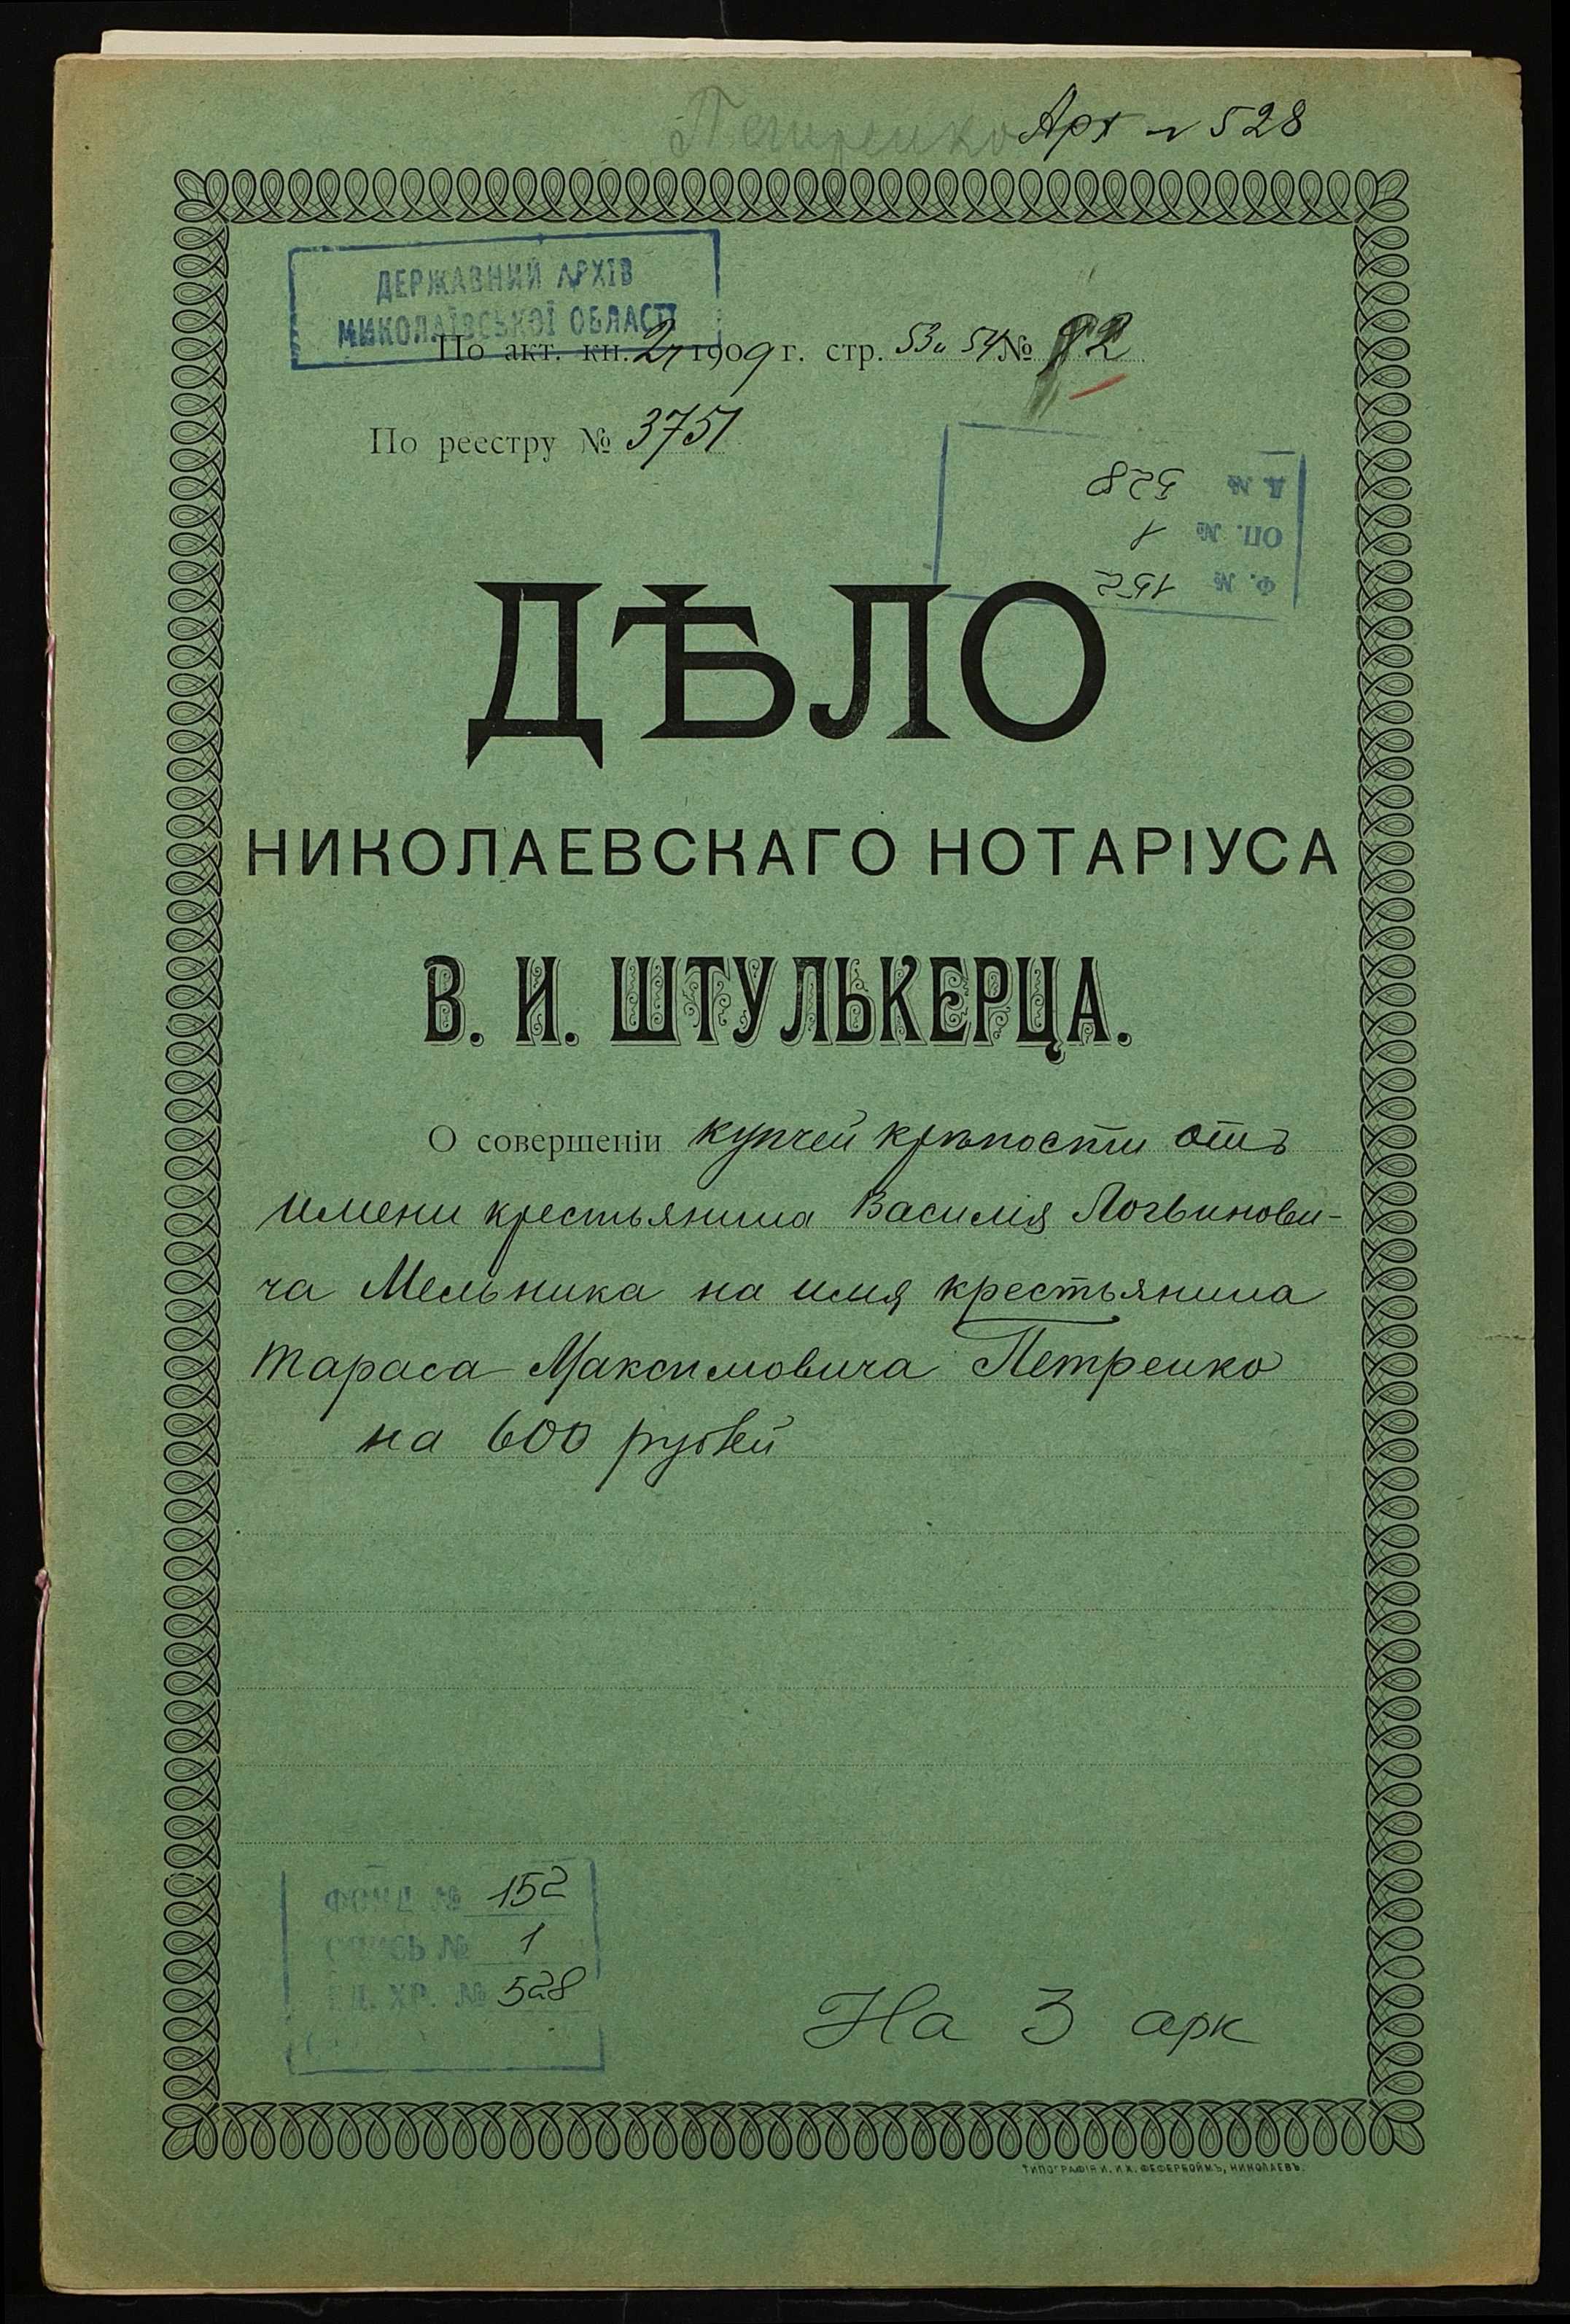 Петренко Арх № 528
ДЕРЖАВНИЙ АРХІВ
МИКОЛАЇВСЬКОЇ ОБЛАСТІ
По акт. кн. 2, 1909 г. стр. 53 и 54 № 82
По реестру № 3751
Д. № 528
ОП. № 1
Ф. № 152
ДѢЛО
НИКОЛАЕВСКАГО НОТАРІУСА
В. И. ШТУЛЬКЕРЦА.
О совершеніи купчей крѣпости отъ
имени крестьянина Василія Логвинови-
ча Мельника на имя крестьянина
Тараса Максимовича Петренко
на 600 рублей
ФОНД № 152
ОПИСЬ № 1
ЕД. ХР. № 528
На 3 арк
ТИПОГРАФІЯ И. И Х. ФЕФЕРБОЙМЪ, НИКОЛАЕВЪ.